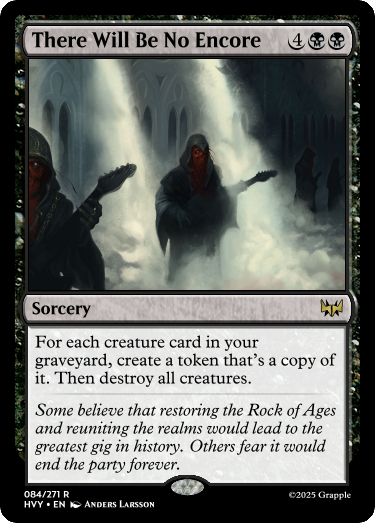 There Will Be No Encore 4
Sorcery
For each creature card in your
graveyard, create a token that's a copy of
it. Then destroy all creatures.
Some believe that restoring the Rock of Ages
and reuniting the realms would lead to the
greatest gig in history. Others fear it would
end the party forever.
084/271 R
HVY • EN Anders Larsson
©2025 Grapple